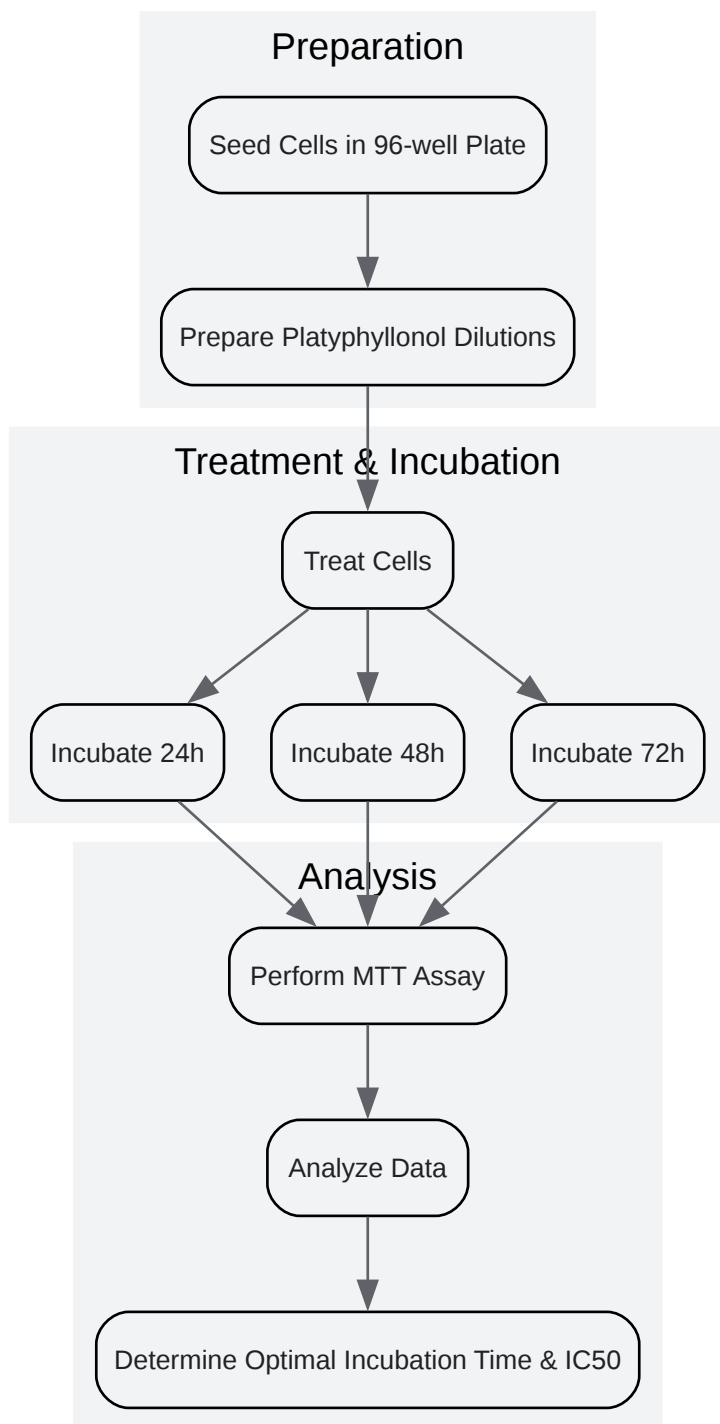 Preparation
Seed Cells in 96-well Plate
Prepare Platyphyllonol Dilutions
Treatment & Incubation
Treat Cells
Incubate 24h
Incubate 48h
Incubate 72h
Analysis
Perform MTT Assay
Analyze Data
Determine Optimal Incubation Time & IC50